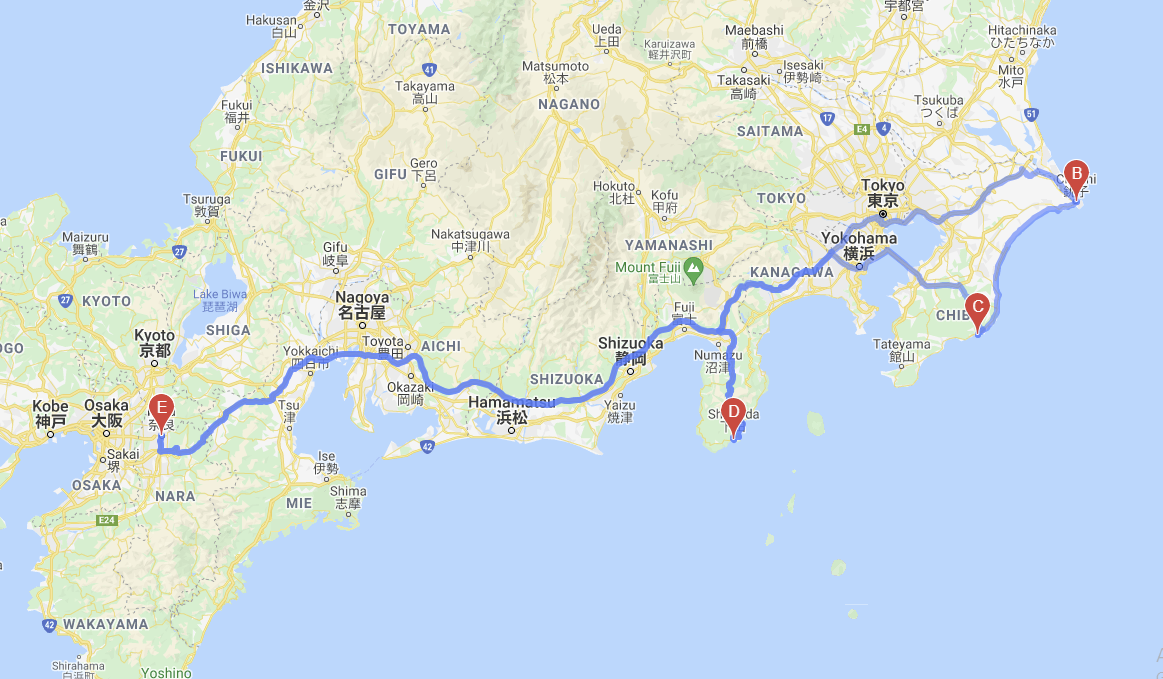 金沢
Hakusan
白山
TOYAMA
ISHIKAWA
41
Takayama
高山
Ueda
上田
Karuizawa
軽井沢町
Maebashi
前橋
宇都宮
Hitachinaka
ひたちなか
Matsumoto
松本
NAGANO
Takasaki
高崎
Isesaki
伊勢崎
Mito
水戸
Tsukuba
つくば
51
17
E4
4
SAITAMA
Fukui
福井
FUKUI
GIFU
Gero
下呂
Hokuto
北杜
Kofu
甲府
TOKYO
Tokyo
東京
B
Tsuruga
敦賀
Maizuru
舞鶴
27
Gifu
岐阜
Nakatsugawa
中津川
YAMANASHI
Yokohama
横浜
Mount Fuji
富士山
KANAGAWA
27
KYOTO
Lake Biwa
琵琶湖
Nagoya
名古屋
Fuji
富士
C
CHIB
SHIGA
Kyoto
京都
Yokkaichi
四日市
Toyota
豊田
AICHI
Shizuoka
静岡
Numazu
沼津
Tateyama
館山
OGO
SHIZUOKA
Okazaki
岡崎
Kobe
神戸
Osaka
大阪
E
奈良
Tsu
津
Hamamatsu
浜松
Yaizu
焼津
D
42
Sakai
堺
Ise
伊勢
OSAKA
NARA
MIE
Shima
志摩
E24
42
WAKAYAMA
Shirahama
白浜町
Yoshino